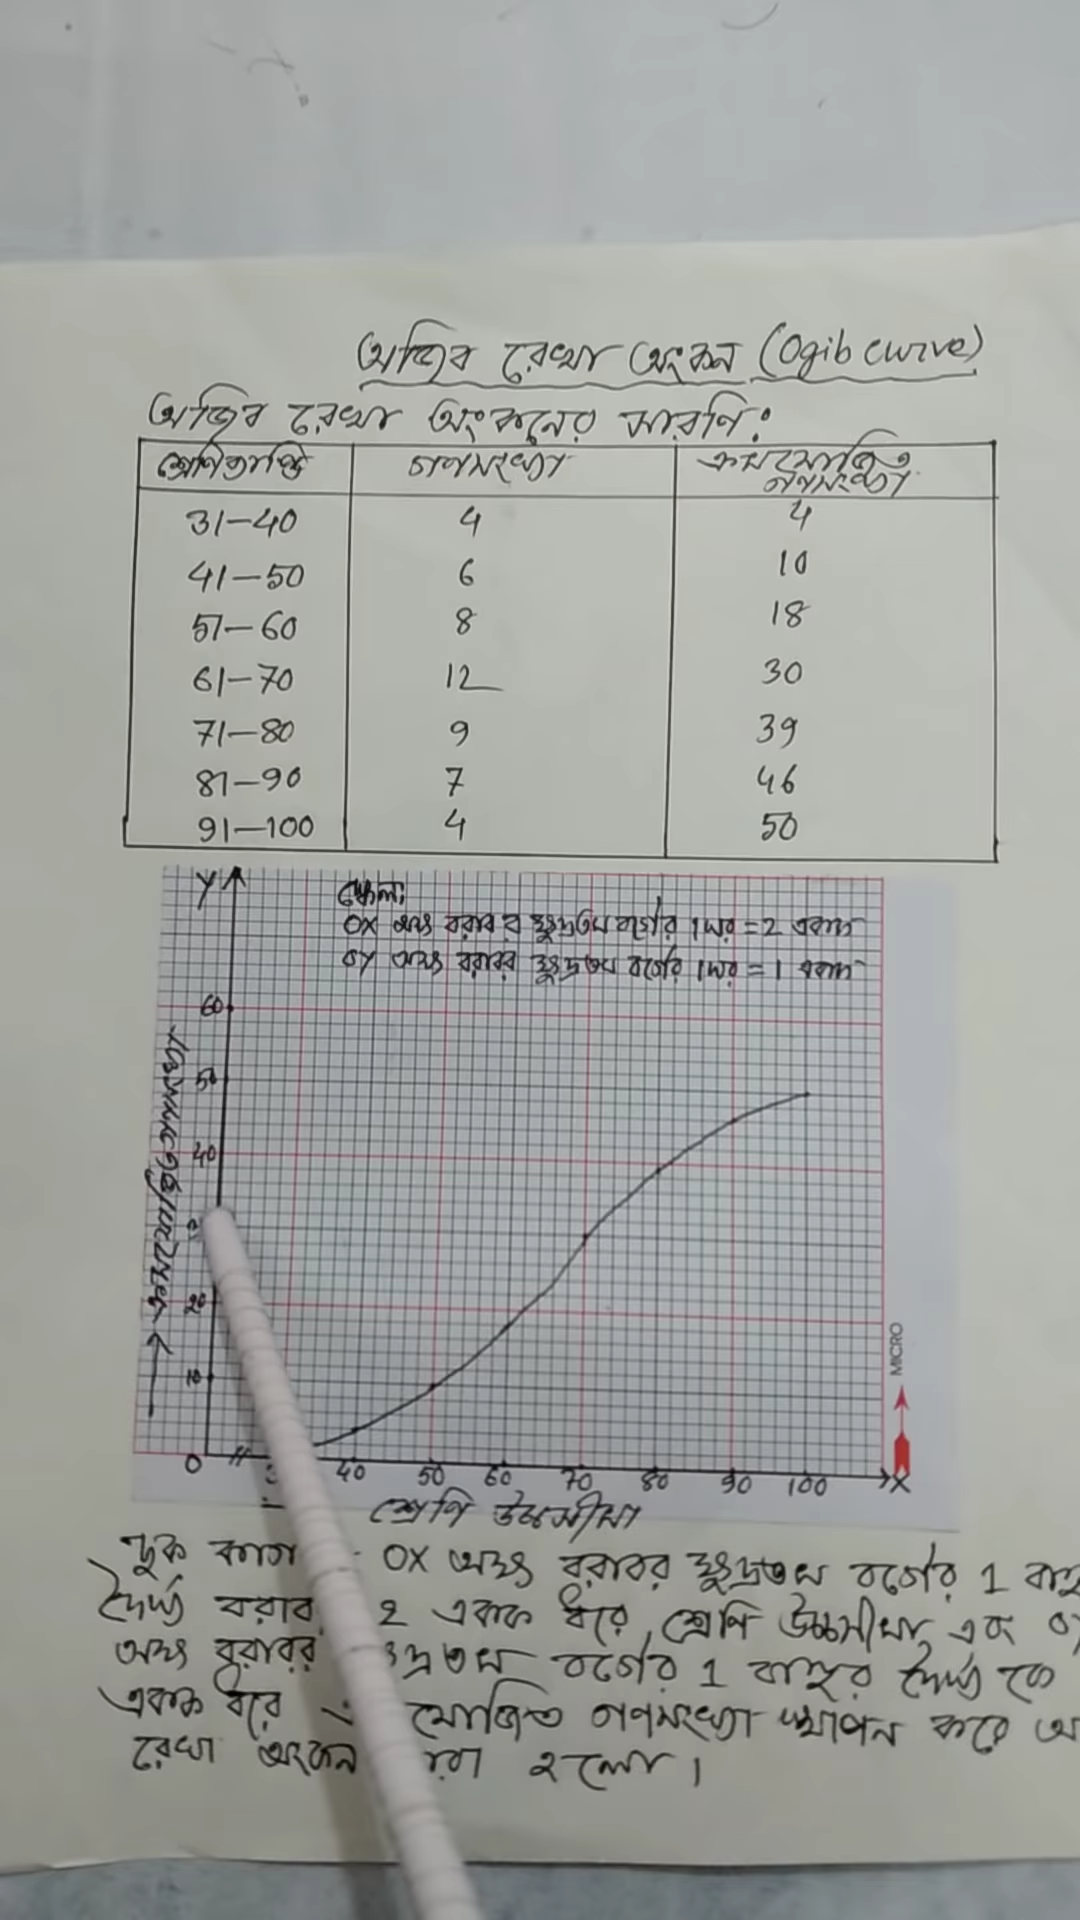 অজিব রেখা অংকন (Ogib curve)
অজিব রেখা অংকনের সারণি:
শ্রেণিব্যাপ্তি গণসংখ্যা ক্রমযোজিত গণসংখ্যা
31-40 4 4
41-50 6 10
51-60 8 18
61-70 12 30
71-80 9 39
81-90 7 46
91-100 4 50
Y
স্কেল:
OX অক্ষ বরাবর ক্ষুদ্রতম বর্গের 1ঘর = 2 একক
OY অক্ষ বরাবর ক্ষুদ্রতম বর্গের 1ঘর = 1 একক
60
50
40
20
10
ক্রমযোজিত গণসংখ্যা
0 40 50 60 70 80 90 100 X
MICRO
শ্রেণি উচ্চসীমা
ছক OX অক্ষ বরাবর ক্ষুদ্রতম বর্গের 1
দৈর্ঘ্য 2 একক ধরে শ্রেণি উচ্চসীমা এবং
অক্ষ বরাবর বর্গের 1 বাহুর দৈর্ঘ্য কে
একক ধরে যোজিত গণসংখ্যা স্থাপন করে
রেখা অংকন হলো।